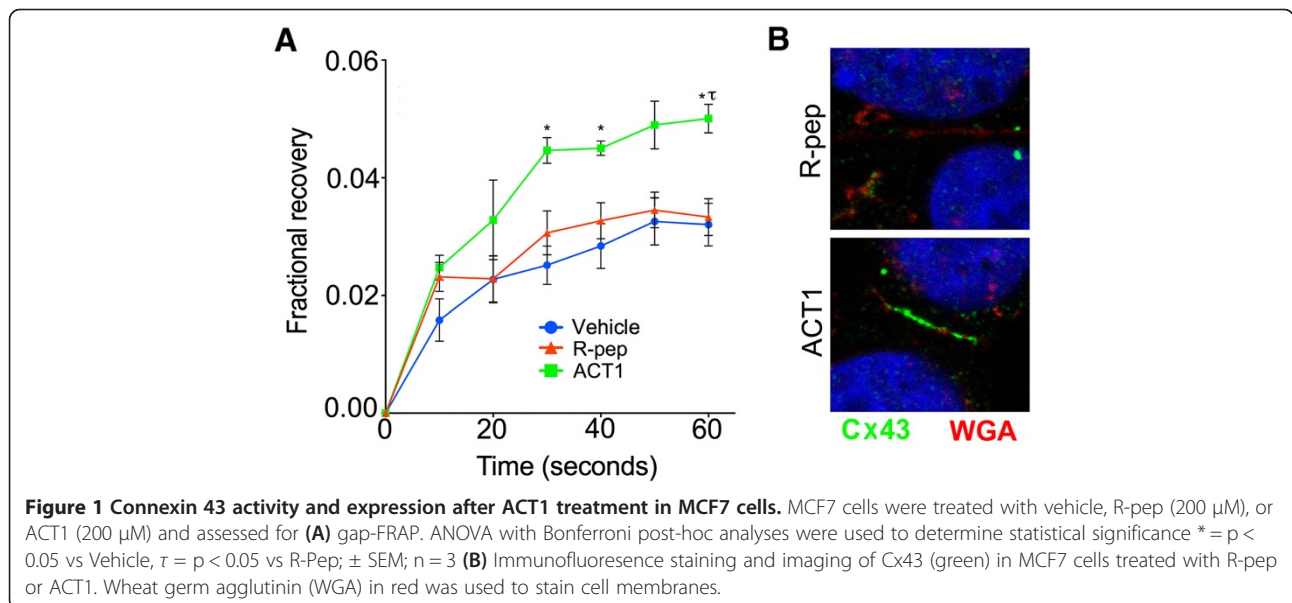 A
B
0.06
0.04
0.02
0.00
Fractional recovery
* * *τ
Vehicle
R-pep
ACT1
0 20 40 60
Time (seconds)
R-pep
ACT1
Cx43 WGA
Figure 1 Connexin 43 activity and expression after ACT1 treatment in MCF7 cells. MCF7 cells were treated with vehicle, R-pep (200 μM), or
ACT1 (200 μM) and assessed for (A) gap-FRAP. ANOVA with Bonferroni post-hoc analyses were used to determine statistical significance * = p <
0.05 vs Vehicle, τ = p < 0.05 vs R-Pep; ± SEM; n = 3 (B) Immunofluoresence staining and imaging of Cx43 (green) in MCF7 cells treated with R-pep
or ACT1. Wheat germ agglutinin (WGA) in red was used to stain cell membranes.